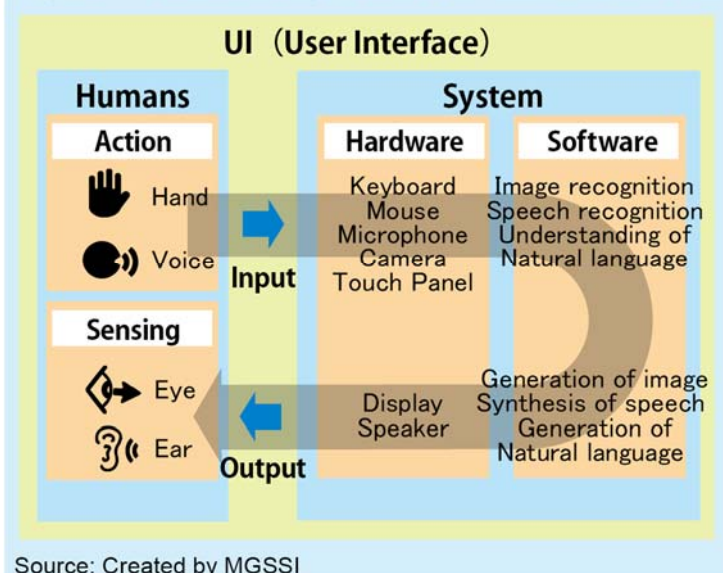 UI (User Interface)
Humans
System
Action
Hand
Voice
Input
Hardware
Keyboard
Mouse
Microphone
Camera
Touch Panel
Software
Image recognition
Speech recognition
Understanding of
Natural language
Sensing
Eye
Ear
Output
Display
Speaker
Generation of image
Synthesis of speech
Generation of
Natural language
Source: Created by MGSSI